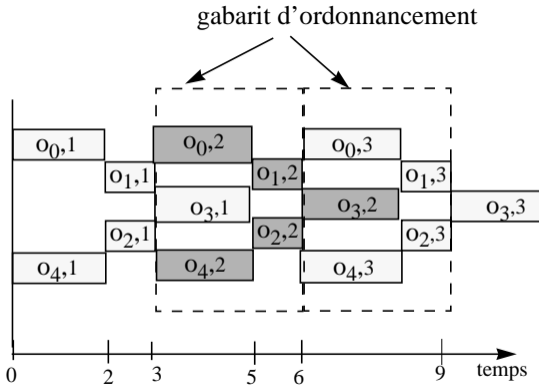 gabarit d'ordonnancement
o0,1 o0,2 o0,3
o1,1 o1,2 o1,3
o3,1 o3,2 o3,3
o2,1 o2,2 o2,3
o4,1 o4,2 o4,3
0 2 3 5 6 9 temps